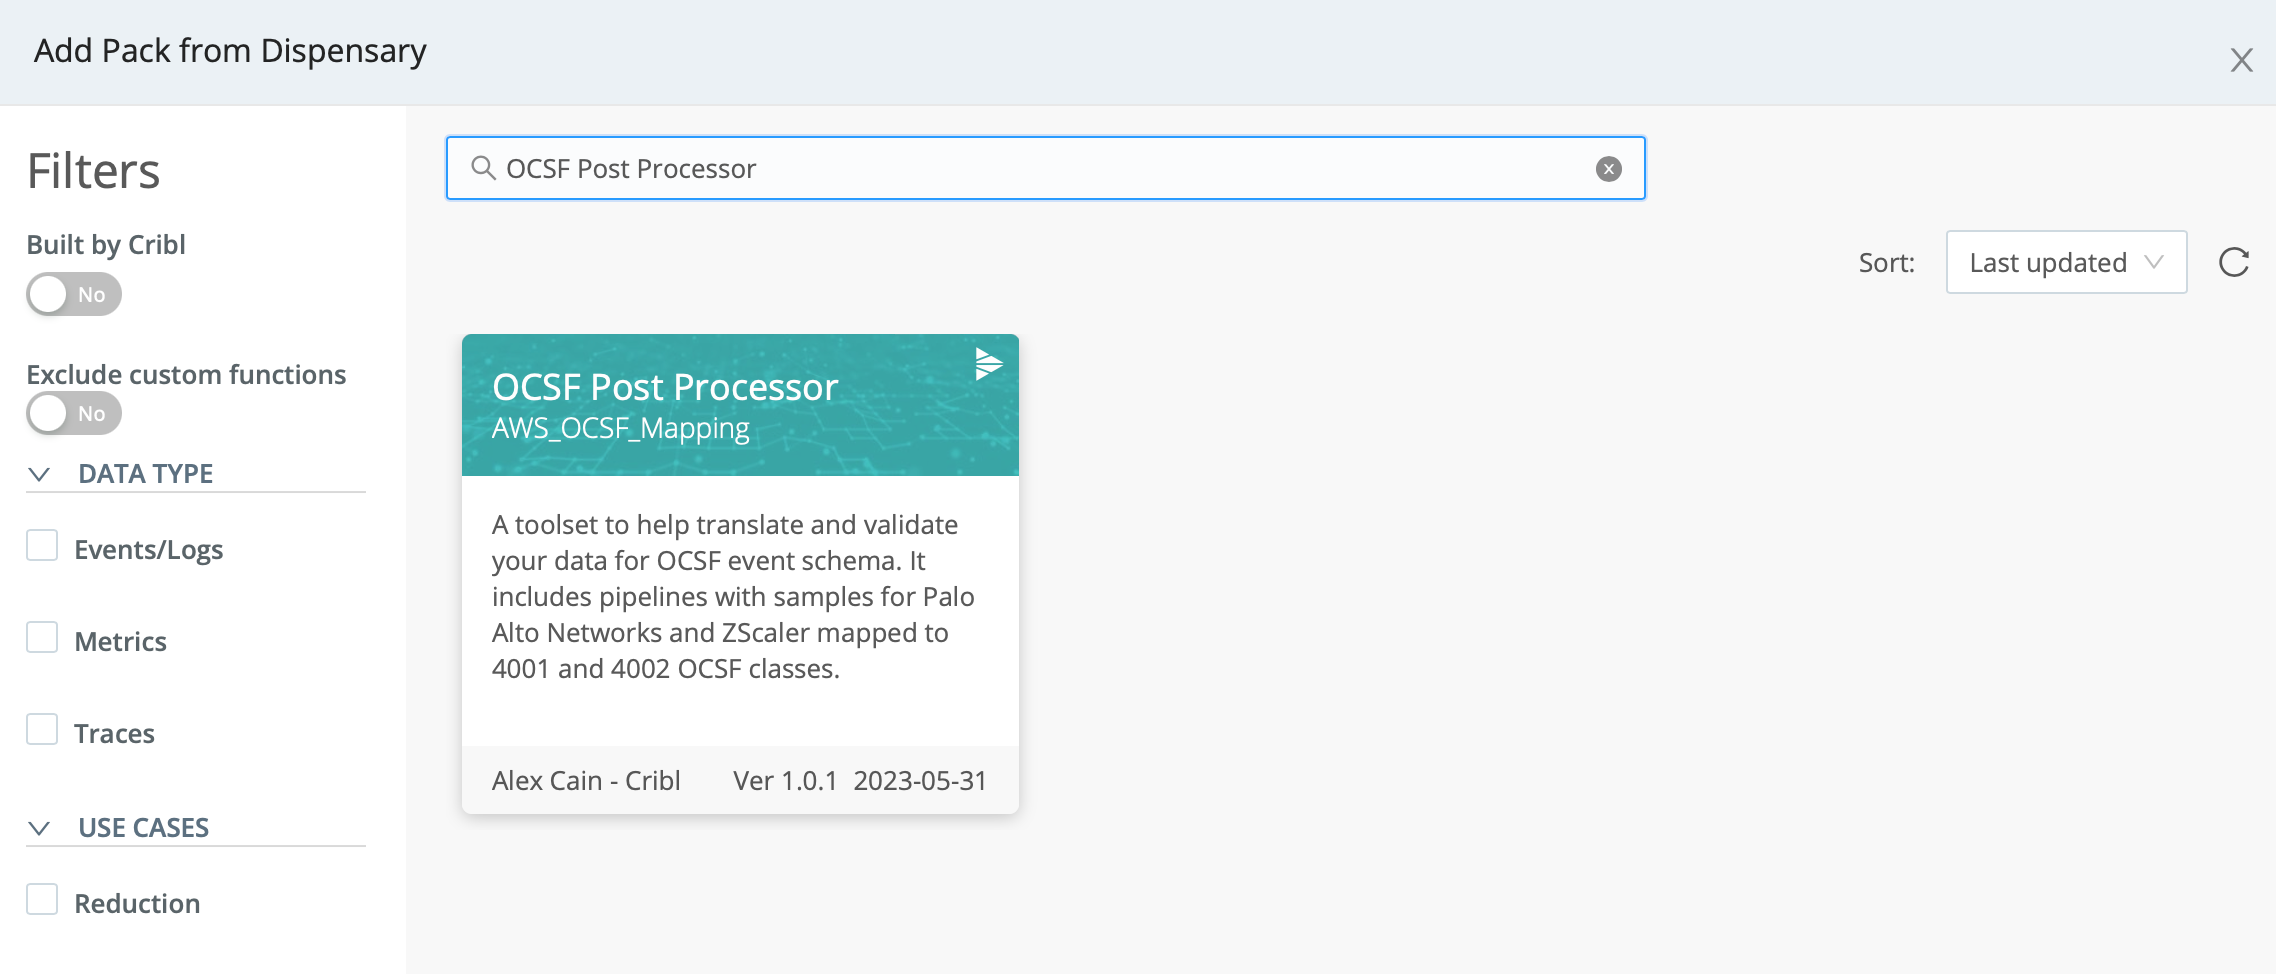 Add Pack from Dispensary
Filters
Built by Cribl
No
Exclude custom functions
No
DATA TYPE
Events/Logs
Metrics
Traces
USE CASES
Reduction
OCSF Post Processor
Sort:
Last updated
OCSF Post Processor
AWS_OCSF_Mapping
A toolset to help translate and validate
your data for OCSF event schema. It
includes pipelines with samples for Palo
Alto Networks and ZScaler mapped to
4001 and 4002 OCSF classes.
Alex Cain - Cribl
Ver 1.0.1 2023-05-31